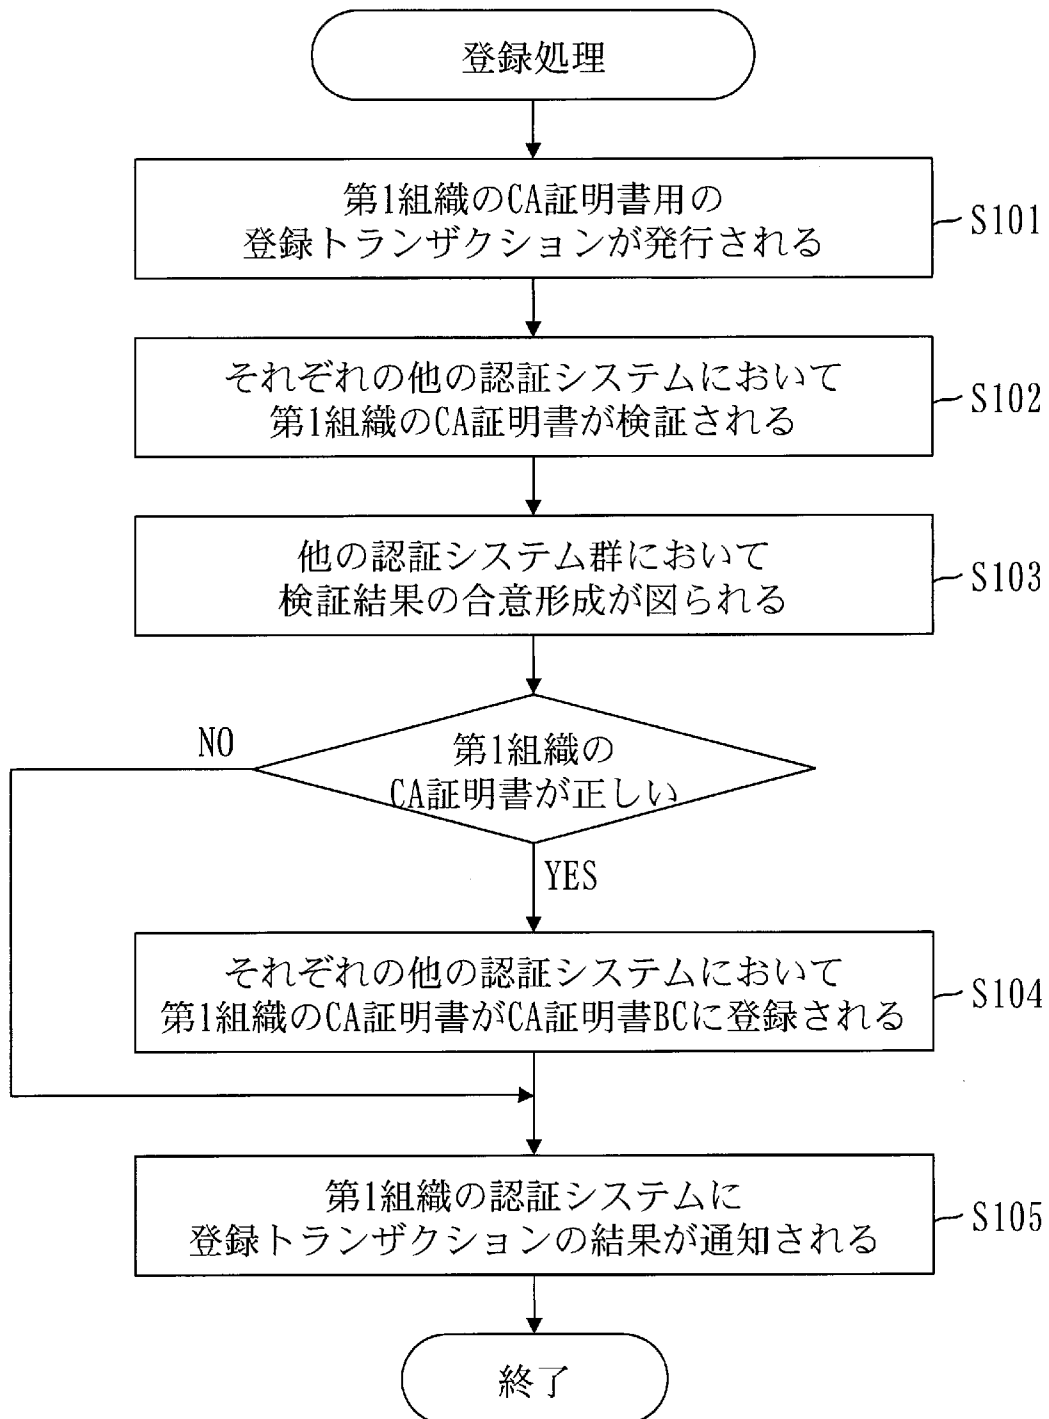 登録処理
第1組織のCA証明書用の
登録トランザクションが発行される
S101
それぞれの他の認証システムにおいて
第1組織のCA証明書が検証される
S102
他の認証システム群において
検証結果の合意形成が図られる
S103
第1組織の
CA証明書が正しい
NO
YES
それぞれの他の認証システムにおいて
第1組織のCA証明書がCA証明書BCに登録される
S104
第1組織の認証システムに
登録トランザクションの結果が通知される
S105
終了